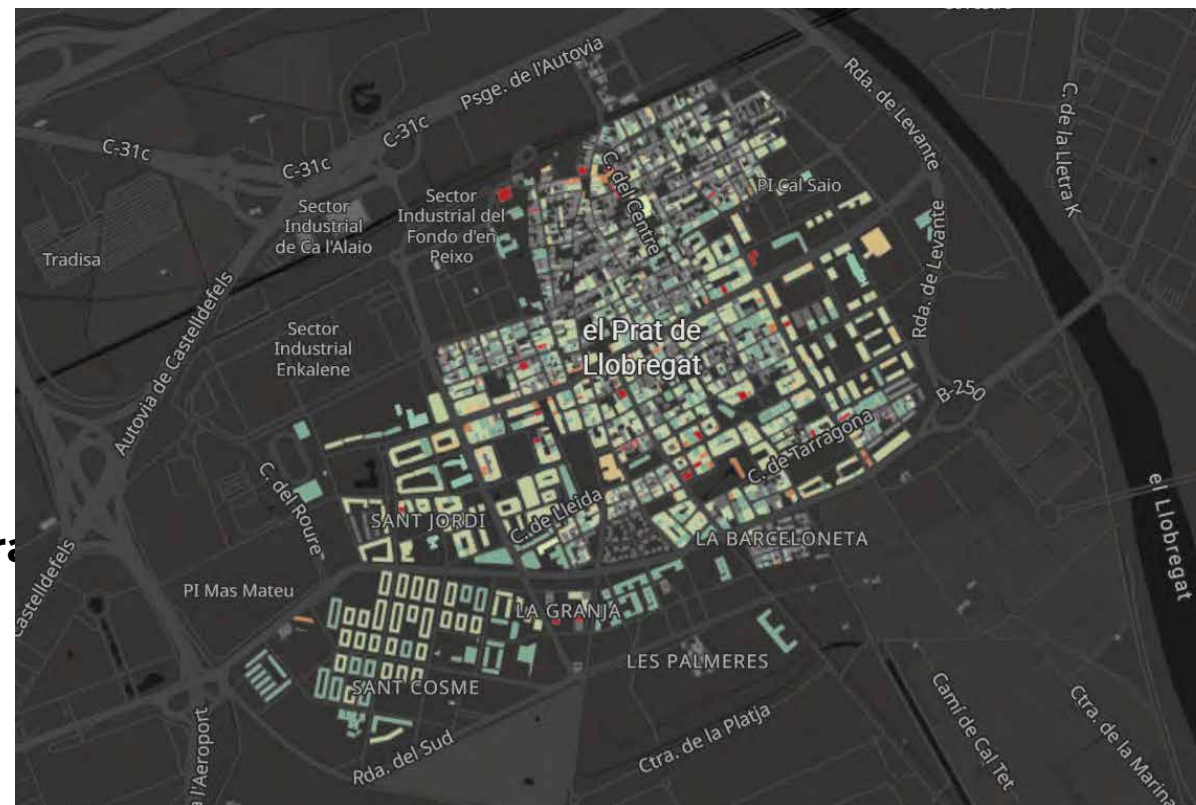 Psge. de l'Autovia
Rda. de Levante
C. de la Lletra K
C-31c
C-31c
C-31c
Sector
Industrial
de Ca l'Alaio
Sector
Industrial del
Fondo d'en
Peixo
C. del Centre
PI Cal Saio
Tradisa
Rda. de Levante
Autovia de Castelldefels
Sector
Industrial
Enkalene
el Prat de
Llobregat
B-250
C. de Tarragona
C. del Roure
SANT JORDI
C. de Lleida
LA BARCELONETA
el Llobregat
ra
Castelldefels
PI Mas Mateu
LA GRANJA
LES PALMERES
SANT COSME
Rda. del Sud
Ctra. de la Platja
Camí de Cal Tet
Ctra. de la Marina
a l'Aeroport